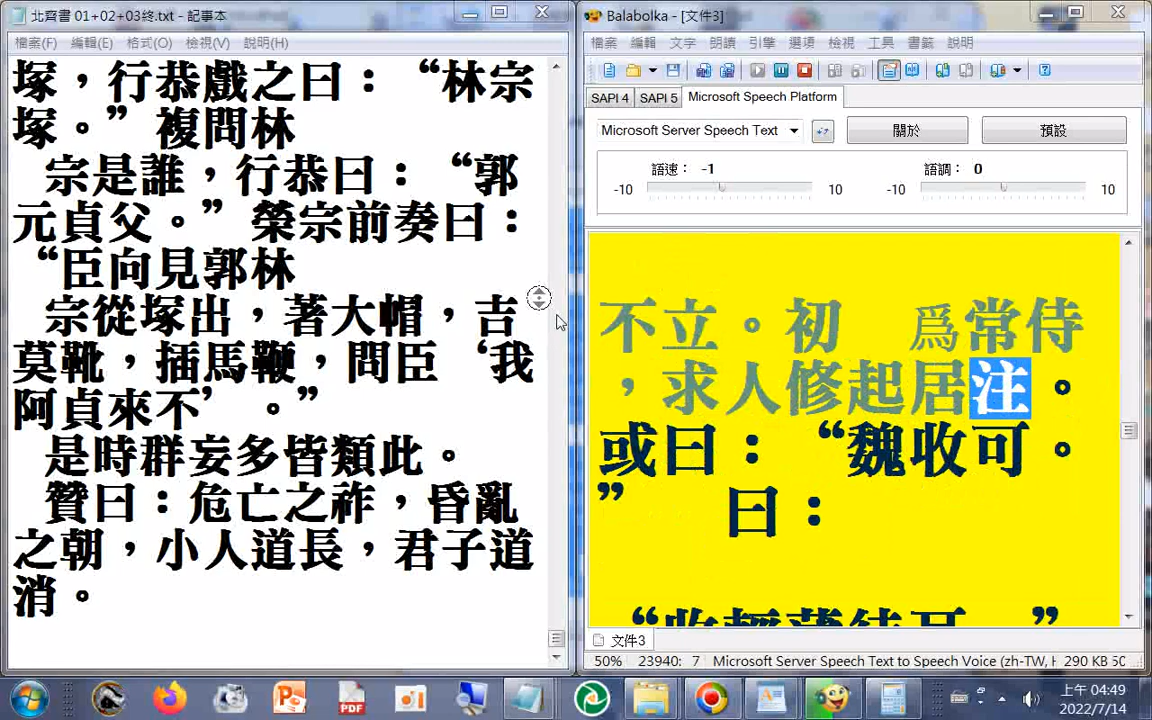 北齊書 01+02+03終.txt - 記事本
檔案(F) 編輯(E) 格式(O) 檢視(V) 說明(H)
塚，行恭戲之曰：“林宗
塚。”複問林
宗是誰，行恭曰：“郭
元貞父。”榮宗前奏曰：
“臣向見郭林
宗從塚出，著大帽，吉
莫靴，插馬鞭，問臣‘我
阿貞來不’。”
是時群妄多皆類此。
贊曰：危亡之祚，昏亂
之朝，小人道長，君子道
消。
Balabolka - [文件3]
檔案 編輯 文字 朗讀 引擎 選項 檢視 工具 書籤 說明
SAPI 4 SAPI 5 Microsoft Speech Platform
Microsoft Server Speech Text 關於 預設
語速： -1 語調： 0
-10 10 -10 10
不立。初 爲常侍
，求人修起居注。
或曰：“魏收可。
” 曰：
“收輕薄徒耳。”
文件3
50% 23940: 7 Microsoft Server Speech Text to Speech Voice (zh-TW, H 290 KB 50
PDF
上午 04:49
2022/7/14